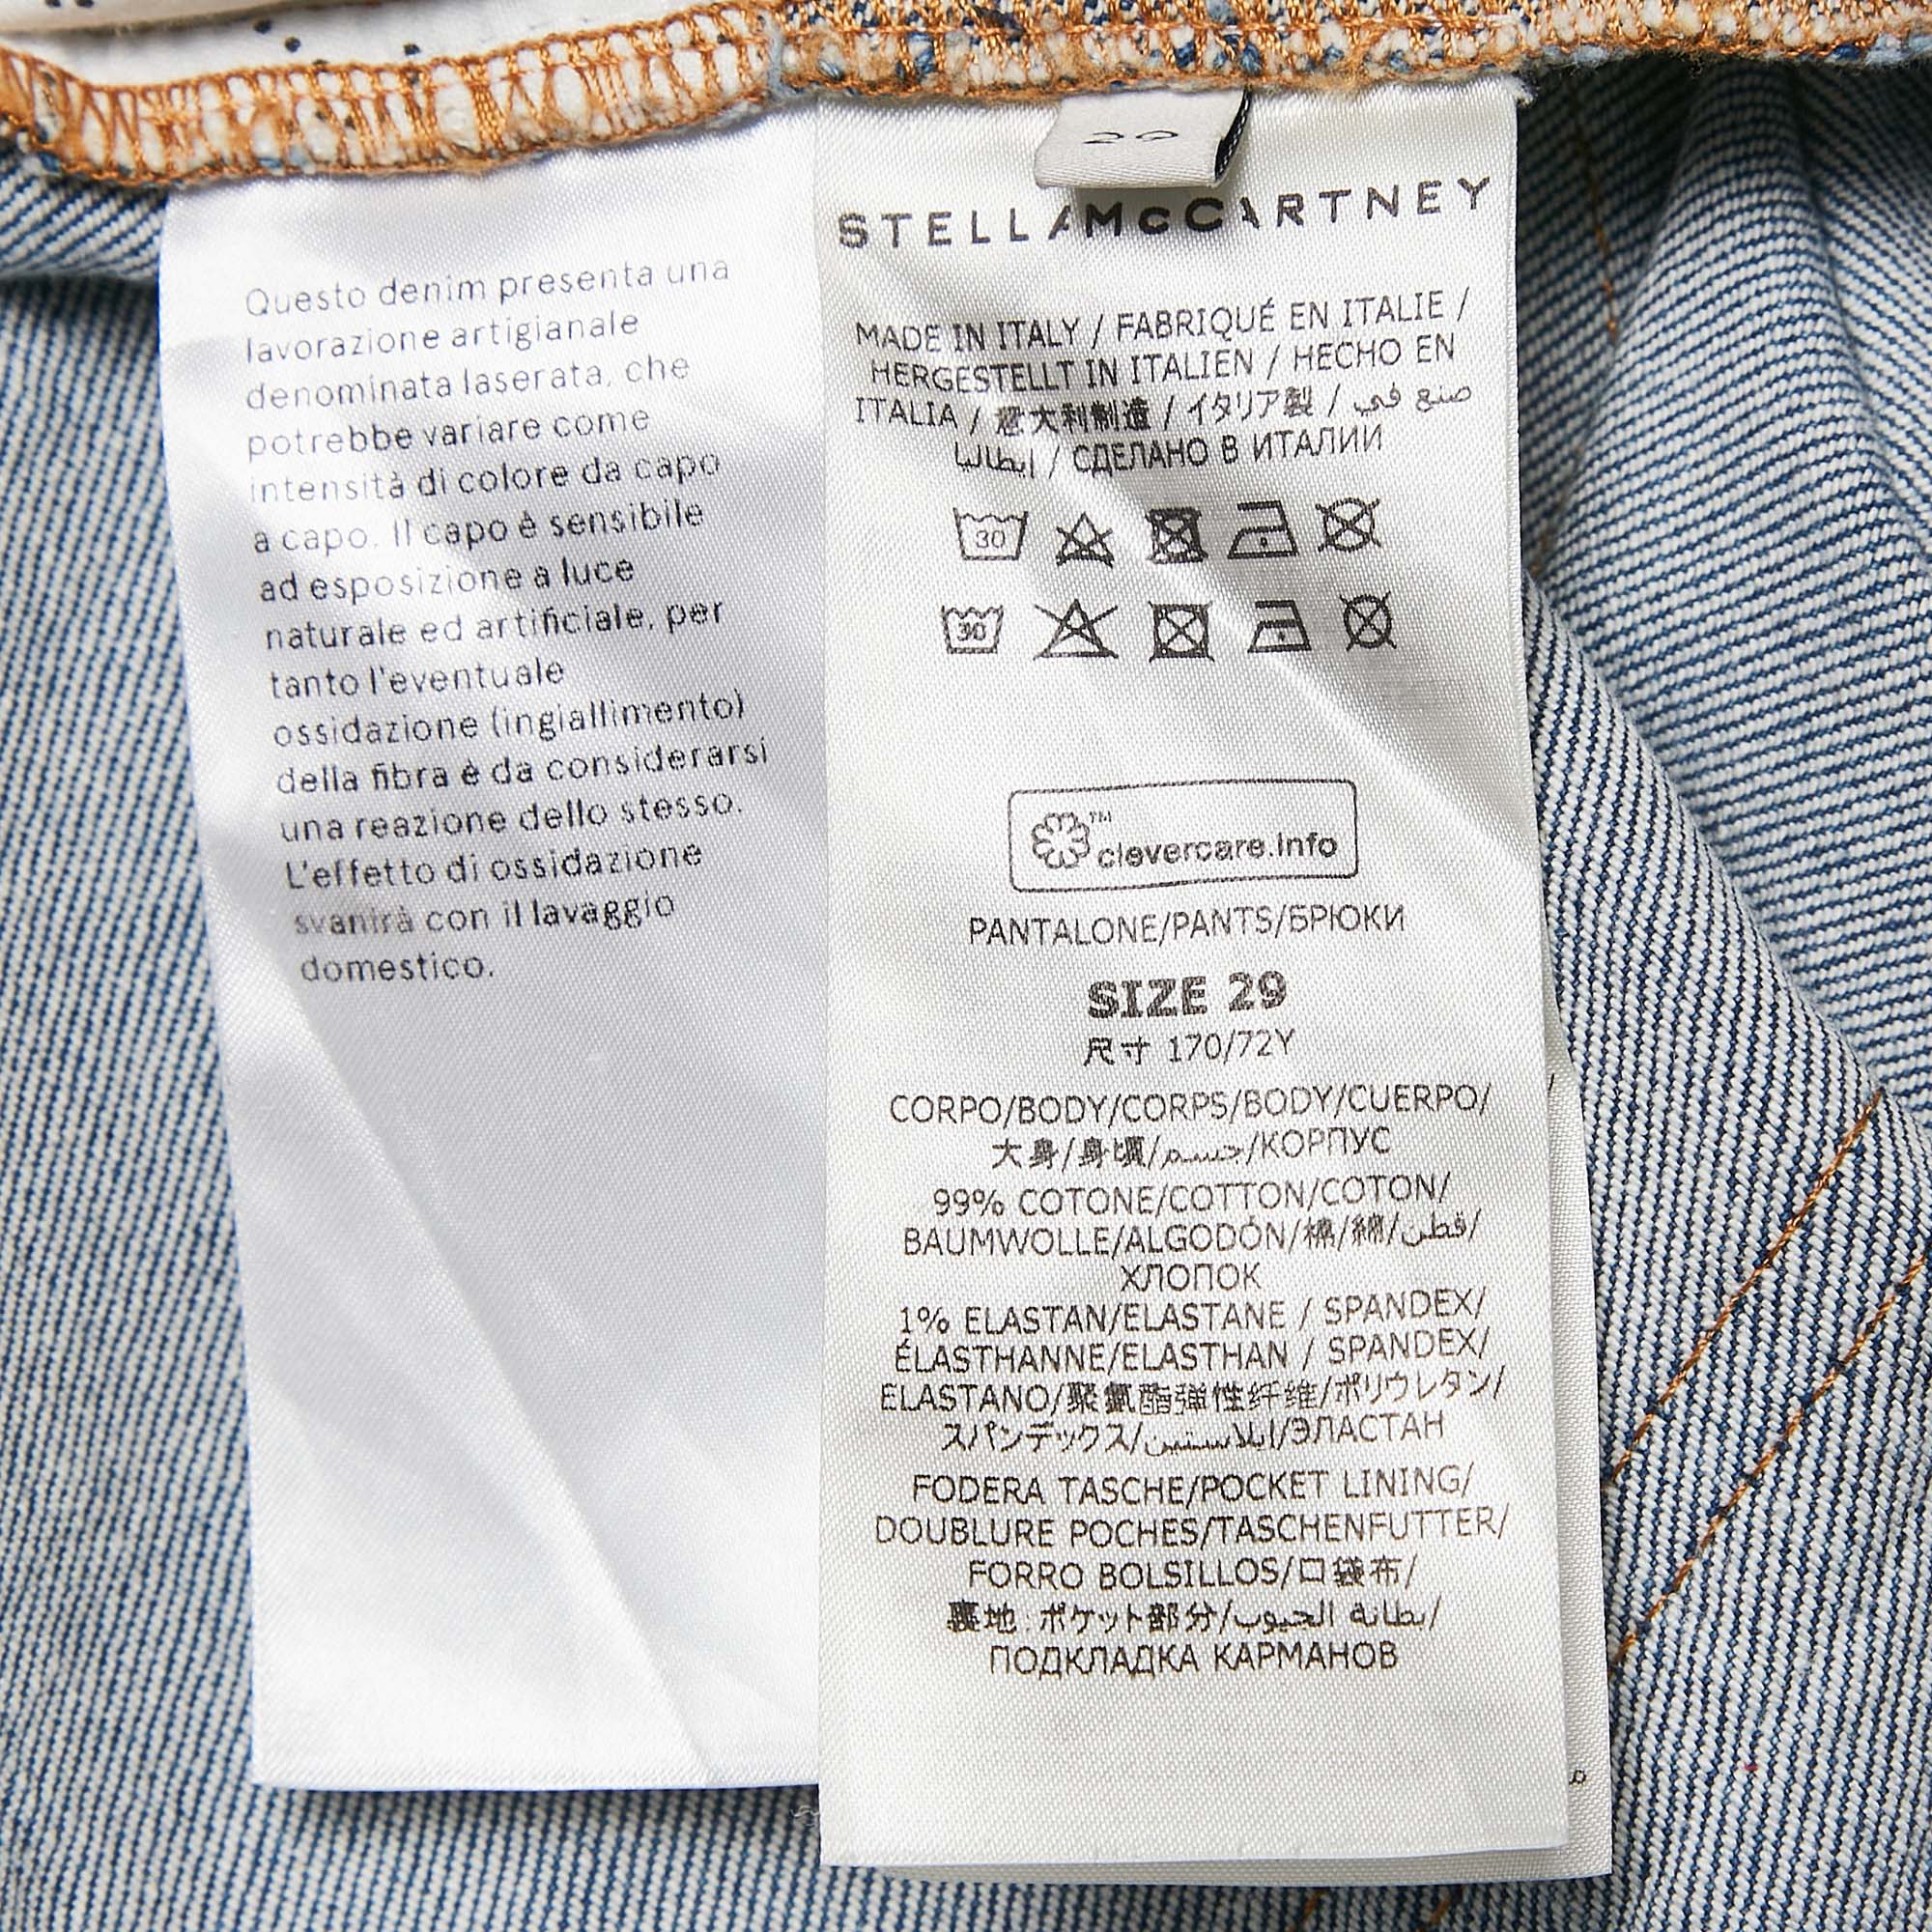 Questo denim presenta una
lavorazione artigianale
denominata laserata, che
potrebbe variare come
intensità di colore da capo
a capo. Il capo è sensibile
ad esposizione a luce
naturale ed artificiale, per
tanto l'eventuale
ossidazione (ingiallimento)
della fibra è da considerarsi
una reazione dello stesso.
L'effetto di ossidazione
svanirà con il lavaggio
domestico.
29
STELLA McCARTNEY
MADE IN ITALY / FABRIQUÉ EN ITALIE /
HERGESTELLT IN ITALIEN / HECHO EN
ITALIA / 意大利制造 / イタリア製 / صنع في
إيطاليا / СДЕЛАНО В ИТАЛИИ
30
30
™
clevercare.info
PANTALONE/PANTS/БРЮКИ
SIZE 29
尺寸 170/72Y
CORPO/BODY/CORPS/BODY/CUERPO/
大身/身頃/جسم/КОРПУС
99% COTONE/COTTON/COTON/
BAUMWOLLE/ALGODÓN/棉/綿/قطن/
ХЛОПОК
1% ELASTAN/ELASTANE / SPANDEX/
ÉLASTHANNE/ELASTHAN / SPANDEX/
ELASTANO/聚氨酯弹性纤维/ポリウレタン/
スパンデックス/إيلاستين/ЭЛАСТАН
FODERA TASCHE/POCKET LINING/
DOUBLURE POCHES/TASCHENFUTTER/
FORRO BOLSILLOS/口袋布/
裏地:ポケット部分/بطانة الجيوب/
ПОДКЛАДКА КАРМАНОВ